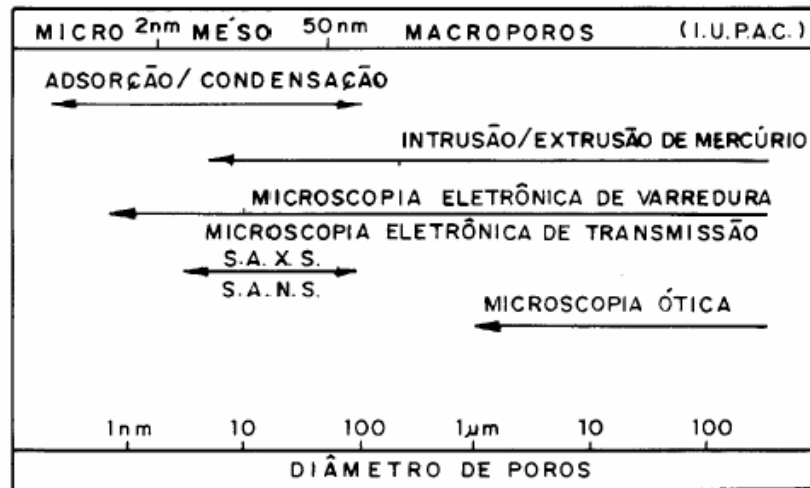 MICRO 2nm MÉSO 50nm MACROPOROS (I.U.P.A.C.)
ADSORÇÃO/ CONDENSAÇÃO
INTRUSÃO/EXTRUSÃO DE MERCÚRIO
MICROSCOPIA ELETRÔNICA DE VARREDURA
MICROSCOPIA ELETRÔNICA DE TRANSMISSÃO
S.A.X.S.
S.A.N.S.
MICROSCOPIA ÓTICA
1nm 10 100 1μm 10 100
DIÂMETRO DE POROS